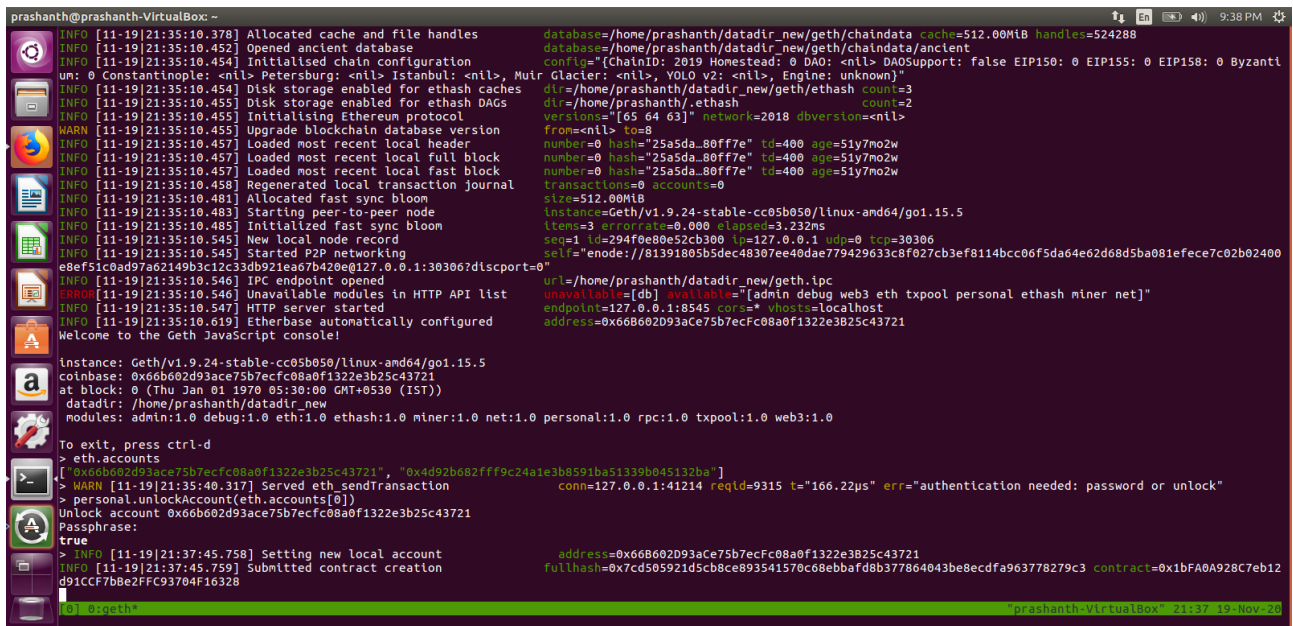 prashanth@prashanth-VirtualBox: ~
En
9:38 PM
INFO [11-19|21:35:10.378] Allocated cache and file handles database=/home/prashanth/datadir_new/geth/chaindata cache=512.00MiB handles=524288
INFO [11-19|21:35:10.452] Opened ancient database database=/home/prashanth/datadir_new/geth/chaindata/ancient
INFO [11-19|21:35:10.454] Initialised chain configuration config="{ChainID: 2019 Homestead: 0 DAO: <nil> DAOSupport: false EIP150: 0 EIP155: 0 EIP158: 0 Byzanti
um: 0 Constantinople: <nil> Petersburg: <nil> Istanbul: <nil>, Muir Glacier: <nil>, YOLO v2: <nil>, Engine: unknown}"
INFO [11-19|21:35:10.454] Disk storage enabled for ethash caches dir=/home/prashanth/datadir_new/geth/ethash count=3
INFO [11-19|21:35:10.455] Disk storage enabled for ethash DAGs dir=/home/prashanth/.ethash count=2
INFO [11-19|21:35:10.455] Initialising Ethereum protocol versions="[65 64 63]" network=2018 dbversion=<nil>
WARN [11-19|21:35:10.455] Upgrade blockchain database version from=<nil> to=8
INFO [11-19|21:35:10.457] Loaded most recent local header number=0 hash="25a5da…80ff7e" td=400 age=51y7mo2w
INFO [11-19|21:35:10.457] Loaded most recent local full block number=0 hash="25a5da…80ff7e" td=400 age=51y7mo2w
INFO [11-19|21:35:10.457] Loaded most recent local fast block number=0 hash="25a5da…80ff7e" td=400 age=51y7mo2w
INFO [11-19|21:35:10.458] Regenerated local transaction journal transactions=0 accounts=0
INFO [11-19|21:35:10.481] Allocated fast sync bloom size=512.00MiB
INFO [11-19|21:35:10.483] Starting peer-to-peer node instance=Geth/v1.9.24-stable-cc05b050/linux-amd64/go1.15.5
INFO [11-19|21:35:10.485] Initialized fast sync bloom items=3 errorrate=0.000 elapsed=3.232ms
INFO [11-19|21:35:10.545] New local node record seq=1 id=294f0e80e52cb300 ip=127.0.0.1 udp=0 tcp=30306
INFO [11-19|21:35:10.545] Started P2P networking self="enode://81391805b5dec48307ee40dae779429633c8f027cb3ef8114bcc06f5da64e62d68d5ba081efece7c02b02400
e8ef51c0ad97a62149b3c12c33db921ea67b420e@127.0.0.1:30306?discport=0"
INFO [11-19|21:35:10.546] IPC endpoint opened url=/home/prashanth/datadir_new/geth.ipc
ERROR[11-19|21:35:10.546] Unavailable modules in HTTP API list unavailable=[db] available="[admin debug web3 eth txpool personal ethash miner net]"
INFO [11-19|21:35:10.547] HTTP server started endpoint=127.0.0.1:8545 cors=* vhosts=localhost
INFO [11-19|21:35:10.619] Etherbase automatically configured address=0x66B602D93aCe75b7ecFc08a0f1322e3B25c43721
Welcome to the Geth JavaScript console!
instance: Geth/v1.9.24-stable-cc05b050/linux-amd64/go1.15.5
coinbase: 0x66b602d93ace75b7ecfc08a0f1322e3b25c43721
at block: 0 (Thu Jan 01 1970 05:30:00 GMT+0530 (IST))
datadir: /home/prashanth/datadir_new
modules: admin:1.0 debug:1.0 eth:1.0 ethash:1.0 miner:1.0 net:1.0 personal:1.0 rpc:1.0 txpool:1.0 web3:1.0
To exit, press ctrl-d
> eth.accounts
["0x66b602d93ace75b7ecfc08a0f1322e3b25c43721", "0x4d92b682fff9c24a1e3b8591ba51339b045132ba"]
> WARN [11-19|21:35:40.317] Served eth_sendTransaction conn=127.0.0.1:41214 reqid=9315 t="166.22µs" err="authentication needed: password or unlock"
> personal.unlockAccount(eth.accounts[0])
Unlock account 0x66b602d93ace75b7ecfc08a0f1322e3b25c43721
Passphrase:
true
> INFO [11-19|21:37:45.758] Setting new local account address=0x66B602D93aCe75b7ecFc08a0f1322e3B25c43721
INFO [11-19|21:37:45.759] Submitted contract creation fullhash=0x7cd505921d5cb8ce893541570c68ebbafd8b377864043be8ecdfa963778279c3 contract=0x1bFA0A928C7eb12
d91CCF7bBe2FFC93704F16328
[0] 0:geth* "prashanth-VirtualBox" 21:37 19-Nov-20